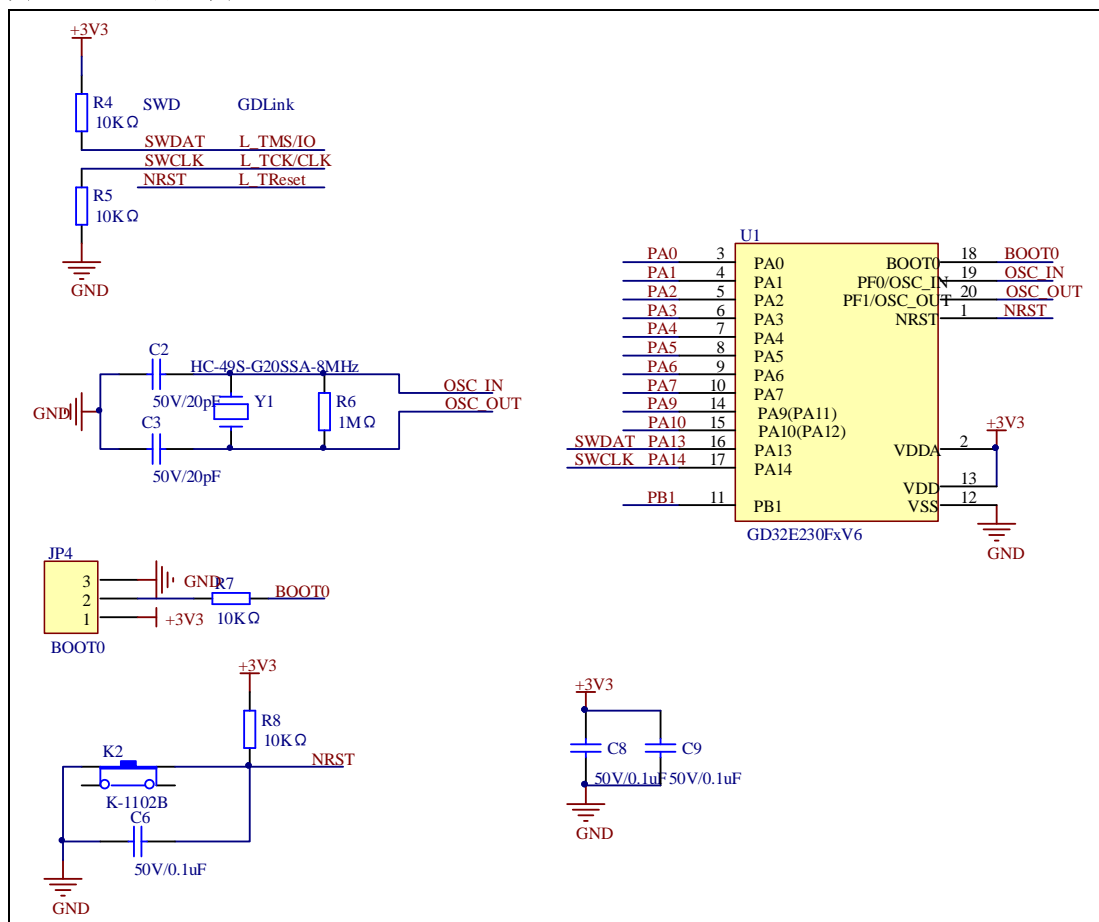 +3V3
R4 SWD GDLink
10KΩ
SWDAT L_TMS/IO
SWCLK L_TCK/CLK
NRST L_TReset
R5
10KΩ
GND
C2
HC-49S-G20SSA-8MHz
50V/20pF
Y1
R6
1MΩ
OSC_IN
OSC_OUT
GND
C3
50V/20pF
JP4
3 GND
2 R7 BOOT0
10KΩ
1 +3V3
BOOT0
+3V3
R8
10KΩ
K2
NRST
K-1102B
C6
50V/0.1uF
GND
U1
PA0 3 PA0 BOOT0 18 BOOT0
PA1 4 PA1 PF0/OSC_IN 19 OSC_IN
PA2 5 PA2 PF1/OSC_OUT 20 OSC_OUT
PA3 6 PA3 NRST 1 NRST
PA4 7 PA4
PA5 8 PA5
PA6 9 PA6
PA7 10 PA7
PA9 14 PA9(PA11)
PA10 15 PA10(PA12)
+3V3
SWDAT PA13 16 PA13 VDDA 2
SWCLK PA14 17 PA14
VDD 13
PB1 11 PB1 VSS 12
GD32E230FxV6
GND
+3V3
C8 C9
50V/0.1uF 50V/0.1uF
GND